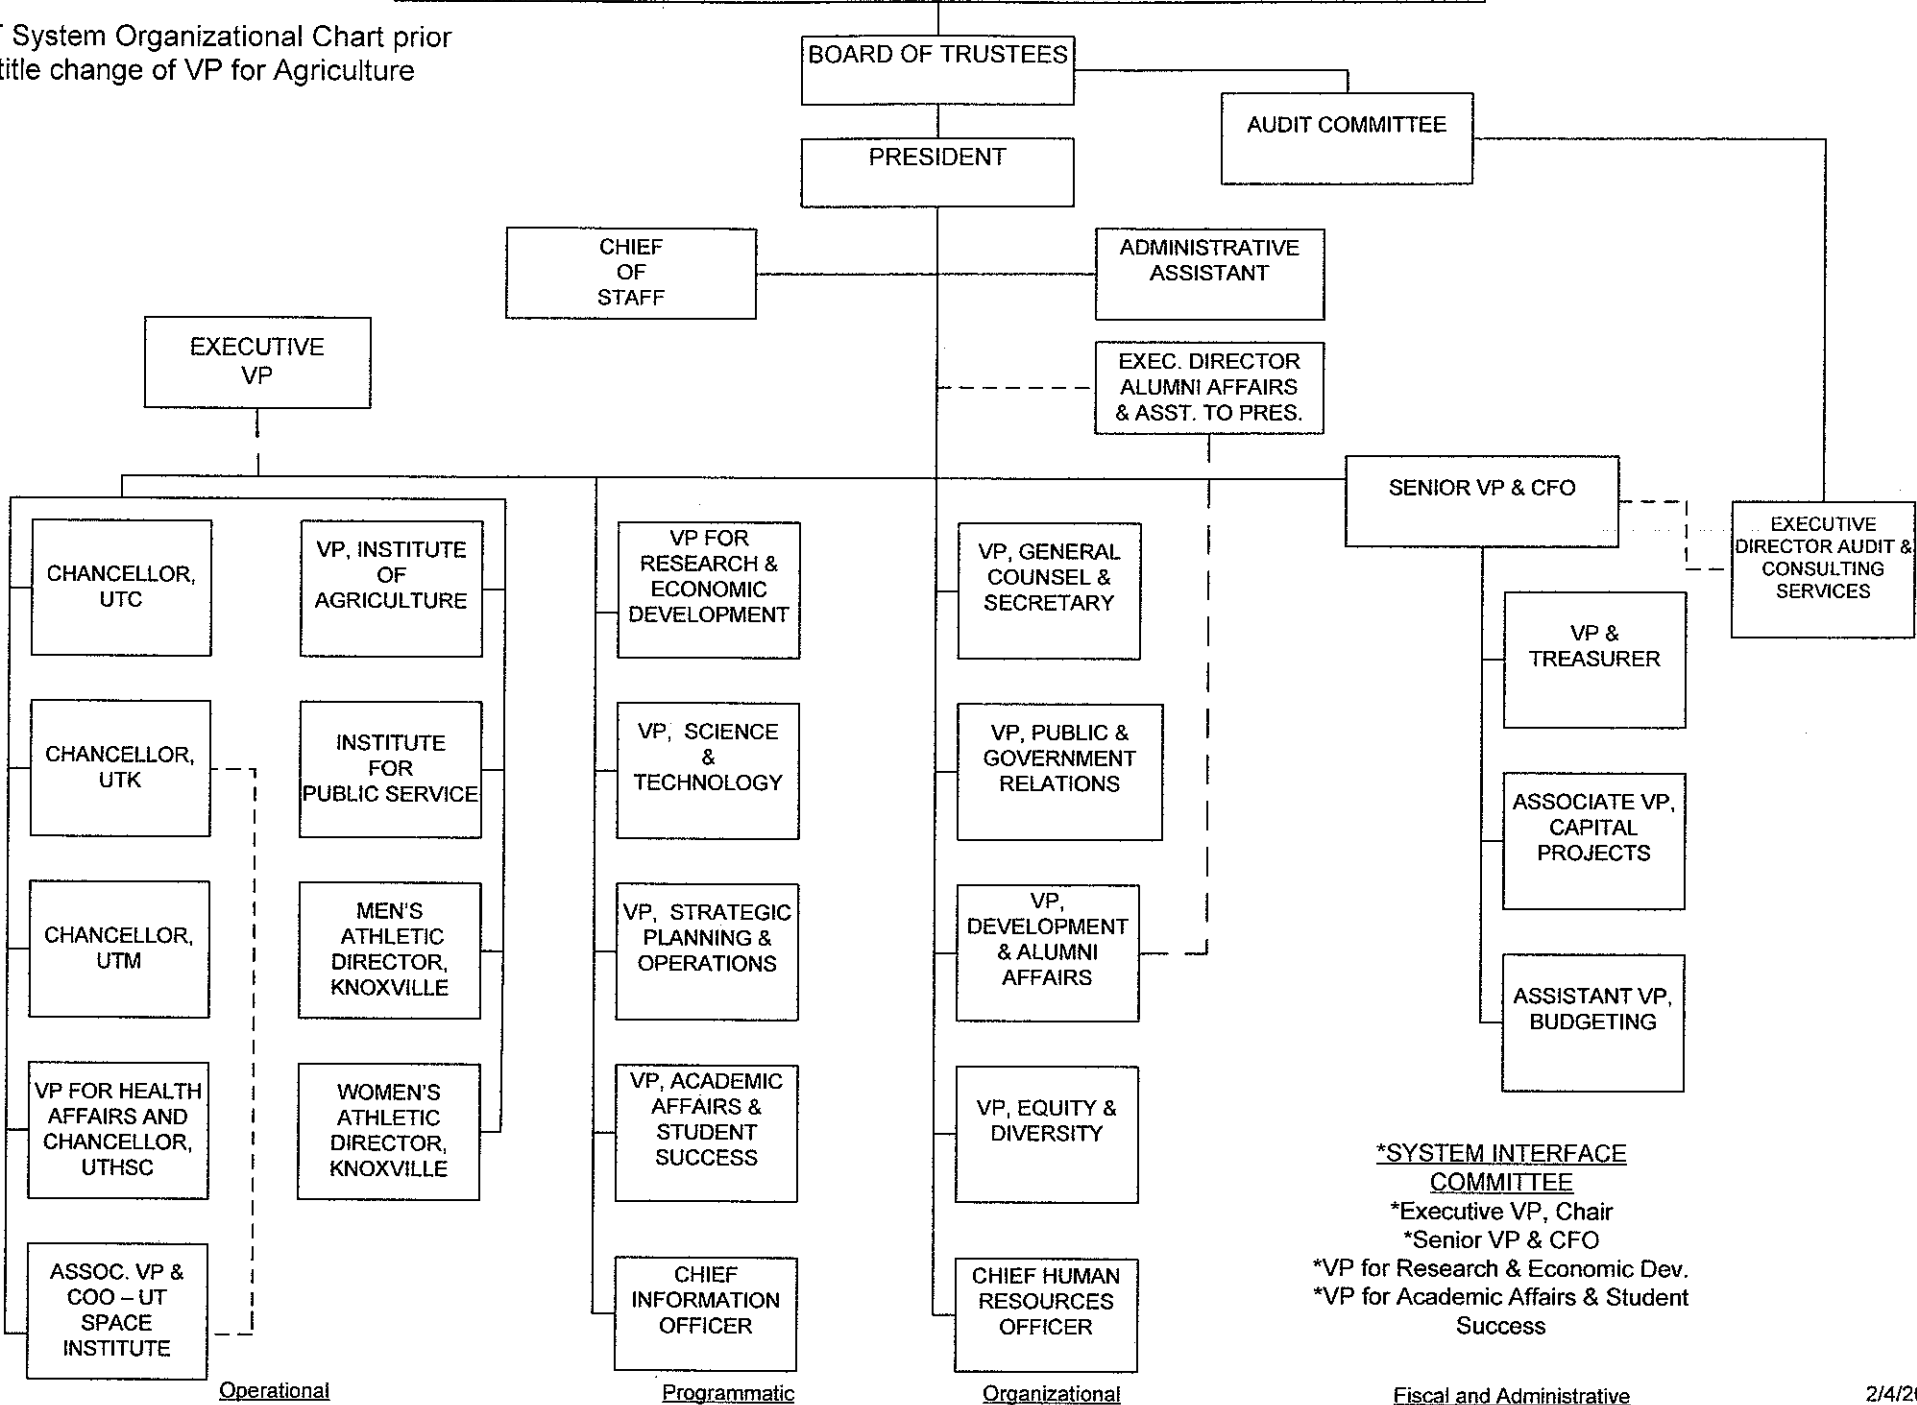 System Organizational Chart prior
title change of VP for Agriculture
BOARD OF TRUSTEES
AUDIT COMMITTEE
PRESIDENT
CHIEF
OF
STAFF
ADMINISTRATIVE
ASSISTANT
EXECUTIVE
VP
EXEC. DIRECTOR
ALUMNI AFFAIRS
& ASST. TO PRES.
SENIOR VP & CFO
EXECUTIVE
DIRECTOR AUDIT &
CONSULTING
SERVICES
CHANCELLOR,
UTC
CHANCELLOR,
UTK
CHANCELLOR,
UTM
VP FOR HEALTH
AFFAIRS AND
CHANCELLOR,
UTHSC
ASSOC. VP &
COO – UT
SPACE
INSTITUTE
VP, INSTITUTE
OF
AGRICULTURE
INSTITUTE
FOR
PUBLIC SERVICE
MEN'S
ATHLETIC
DIRECTOR,
KNOXVILLE
WOMEN'S
ATHLETIC
DIRECTOR,
KNOXVILLE
Operational
VP FOR
RESEARCH &
ECONOMIC
DEVELOPMENT
VP, SCIENCE
&
TECHNOLOGY
VP, STRATEGIC
PLANNING &
OPERATIONS
VP, ACADEMIC
AFFAIRS &
STUDENT
SUCCESS
CHIEF
INFORMATION
OFFICER
Programmatic
VP, GENERAL
COUNSEL &
SECRETARY
VP, PUBLIC &
GOVERNMENT
RELATIONS
VP,
DEVELOPMENT
& ALUMNI
AFFAIRS
VP, EQUITY &
DIVERSITY
CHIEF HUMAN
RESOURCES
OFFICER
Organizational
VP &
TREASURER
ASSOCIATE VP,
CAPITAL
PROJECTS
ASSISTANT VP,
BUDGETING
*SYSTEM INTERFACE
COMMITTEE
*Executive VP, Chair
*Senior VP & CFO
*VP for Research & Economic Dev.
*VP for Academic Affairs & Student
Success
Fiscal and Administrative
2/4/20